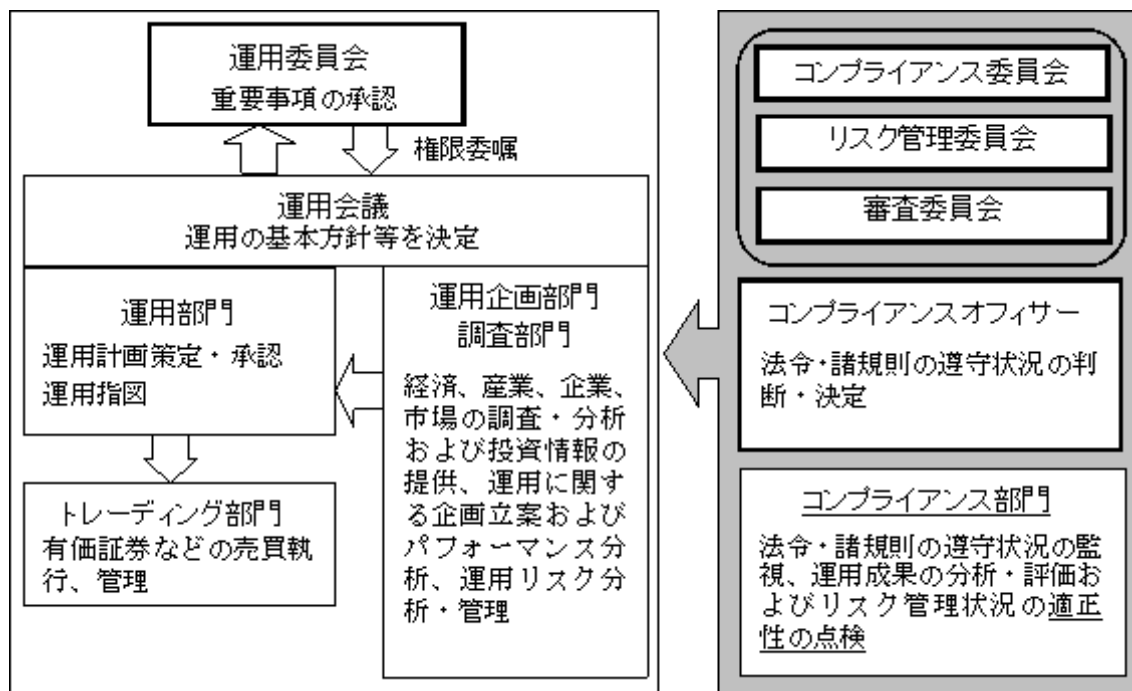 運用委員会
重要事項の承認
権限委嘱
運用会議
運用の基本方針等を決定
運用部門
運用計画策定・承認
運用指図
トレーディング部門
有価証券などの売買執
行、管理
運用企画部門
調査部門
経済、産業、企業、
市場の調査・分析
および投資情報の
提供、運用に関す
る企画立案および
パフォーマンス分
析、運用リスク分
析・管理
コンプライアンス委員会
リスク管理委員会
審査委員会
コンプライアンスオフィサー
法令・諸規則の遵守状況の判
断・決定
コンプライアンス部門
法令・諸規則の遵守状況の監
視、運用成果の分析・評価お
よびリスク管理状況の適正
性の点検